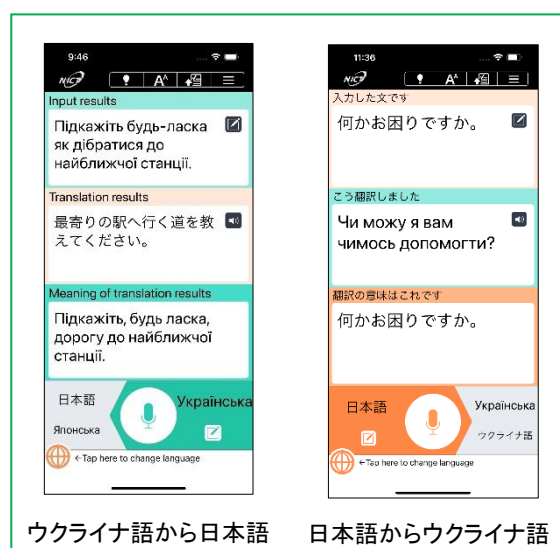 9:46
NICT
A^A
Input results
Підкажіть будь-ласка
як дібратися до
найближчої станції.
Translation results
最寄りの駅へ行く道を教
えてください。
Meaning of translation results
Підкажіть, будь ласка,
дорогу до найближчої
станції.
日本語
Японська
Українська
←Tap here to change language
ウクライナ語から日本語
11:36
NICT
A^A
入力した文です
何かお困りですか。
こう翻訳しました
Чи можу я вам
чимось допомогти?
翻訳の意味はこれです
何かお困りですか。
日本語
Українська
ウクライナ語
←Tap here to change language
日本語からウクライナ語